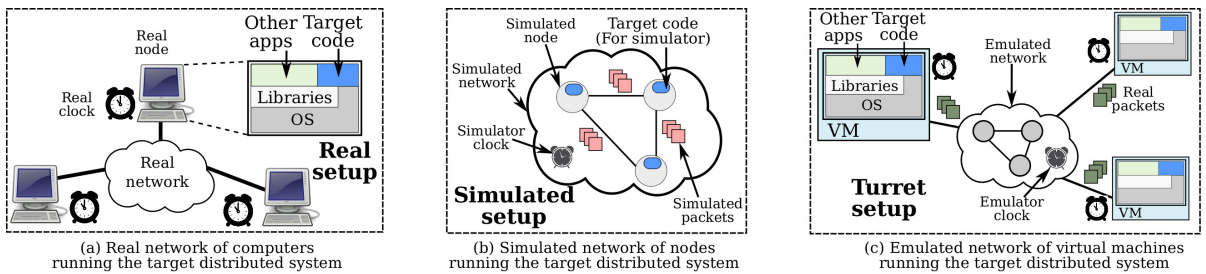 Real
node
Other Target
apps code
Real
clock
Libraries
OS
Real
network
Real
setup
(a) Real network of computers
running the target distributed system
Simulated
node
Target code
(For simulator)
Simulated
network
Simulator
clock
Simulated
setup
Simulated
packets
(b) Simulated network of nodes
running the target distributed system
Other Target
apps code
Libraries
OS
VM
Emulated
network
VM
Real
packets
Turret
setup
Emulator
clock
VM
(c) Emulated network of virtual machines
running the target distributed system